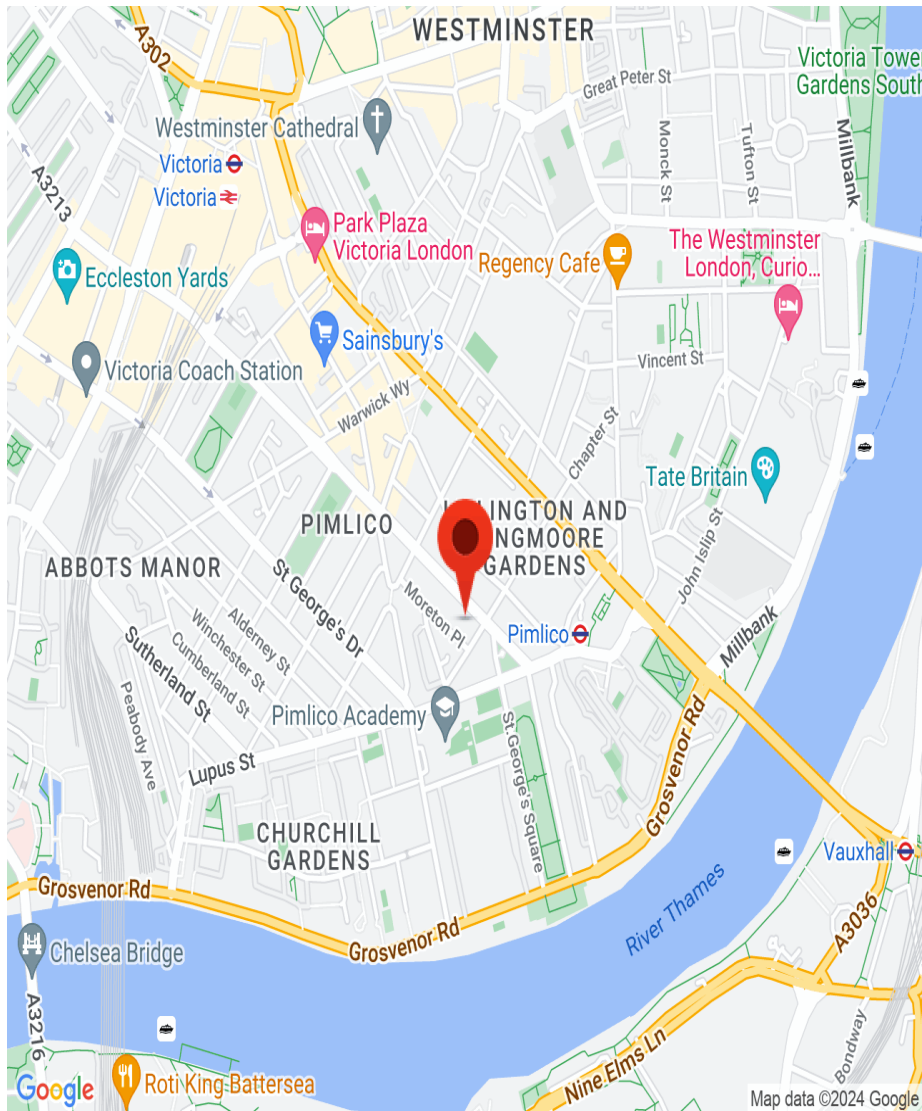 WESTMINSTER
A302
Great Peter St
Victoria Tower
Gardens South
Westminster Cathedral
Monck St
Tufton St
Millbank
Victoria
Victoria
A3213
Park Plaza
Victoria London
Regency Cafe
The Westminster
London, Curio...
Eccleston Yards
Sainsbury's
Vincent St
Victoria Coach Station
Warwick Wy
Chapter St
Tate Britain
PIMLICO
INGTON AND
NGMOORE
GARDENS
ABBOTS MANOR
St George's Dr
Moreton Pl
John Islip St
Alderney St
Winchester St
Cumberland St
Sutherland St
Pimlico
Millbank
Peabody Ave
Pimlico Academy
St.George's Square
Grosvenor Rd
Lupus St
CHURCHILL
GARDENS
Vauxhall
Grosvenor Rd
River Thames
A3036
Grosvenor Rd
Chelsea Bridge
A3216
Nine Elms Ln
Bondway
Roti King Battersea
Google
Map data ©2024 Google